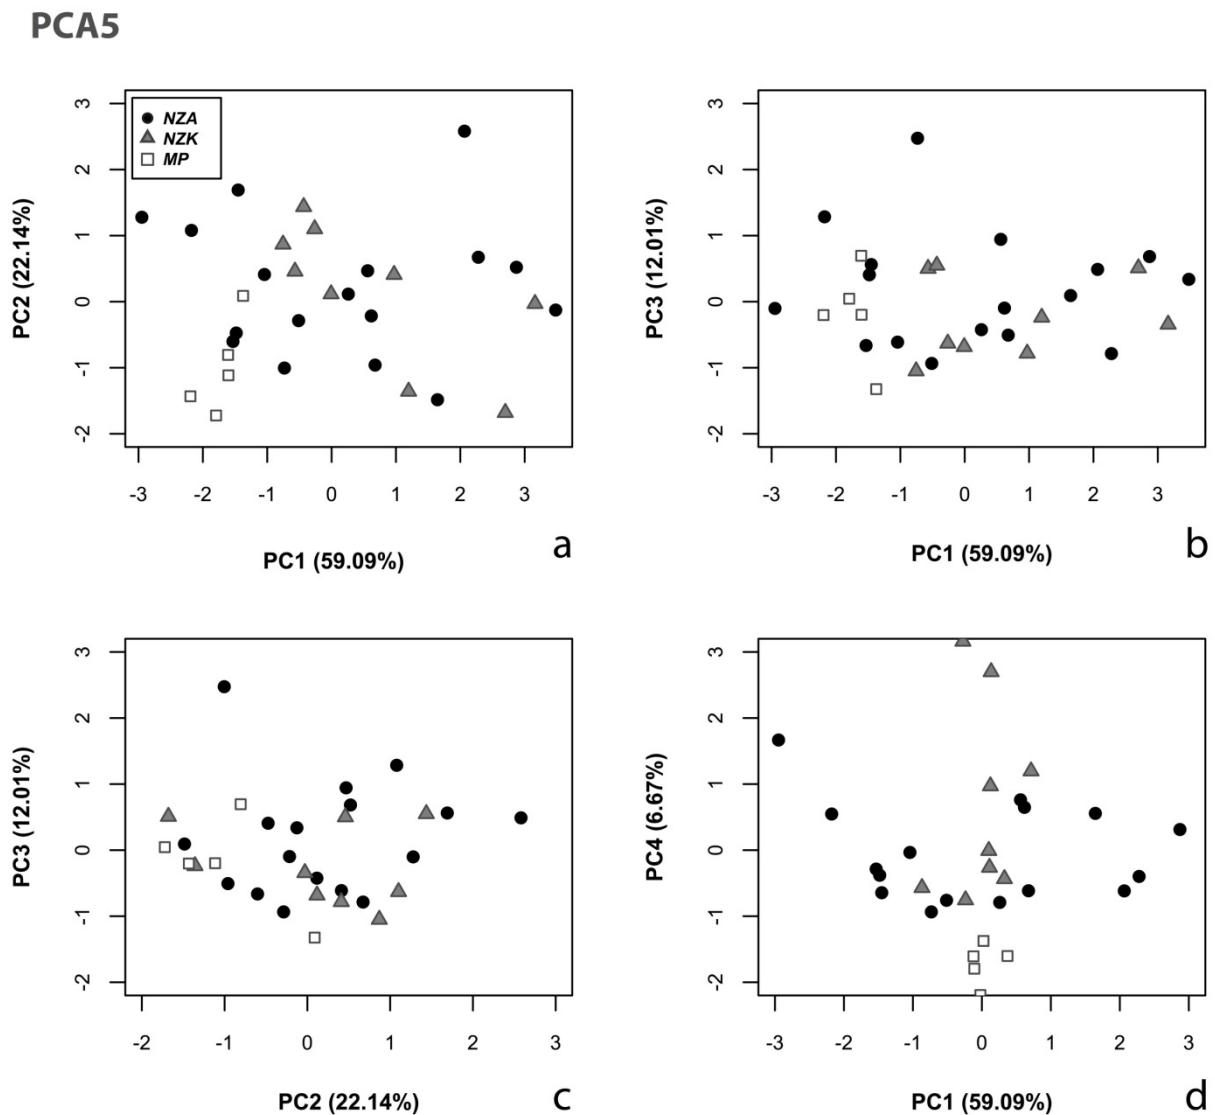 PCA5
NZA
NZK
MP
3
2
1
0
-1
-2
PC2 (22.14%)
-3 -2 -1 0 1 2 3
PC1 (59.09%)
a
3
2
1
0
-1
-2
PC3 (12.01%)
-3 -2 -1 0 1 2 3
PC1 (59.09%)
b
3
2
1
0
-1
-2
PC3 (12.01%)
-2 -1 0 1 2 3
PC2 (22.14%)
c
3
2
1
0
-1
-2
PC4 (6.67%)
-3 -2 -1 0 1 2 3
PC1 (59.09%)
d